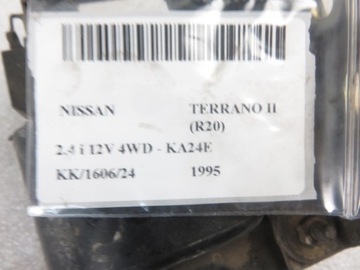 NISSAN TERRANO II
(R20)
2.4 i 12V 4WD - KA24E
KK/1606/24 1995